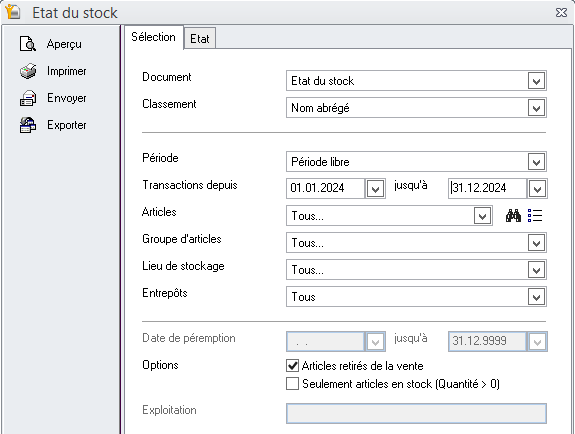 Etat du stock
Aperçu
Imprimer
Envoyer
Exporter
Sélection Etat
Document Etat du stock
Classement Nom abrégé
Période Période libre
Transactions depuis 01.01.2024 jusqu'à 31.12.2024
Articles Tous...
Groupe d'articles Tous...
Lieu de stockage Tous...
Entrepôts Tous
Date de péremption . . jusqu'à 31.12.9999
Options Articles retirés de la vente
Seulement articles en stock (Quantité > 0)
Exploitation